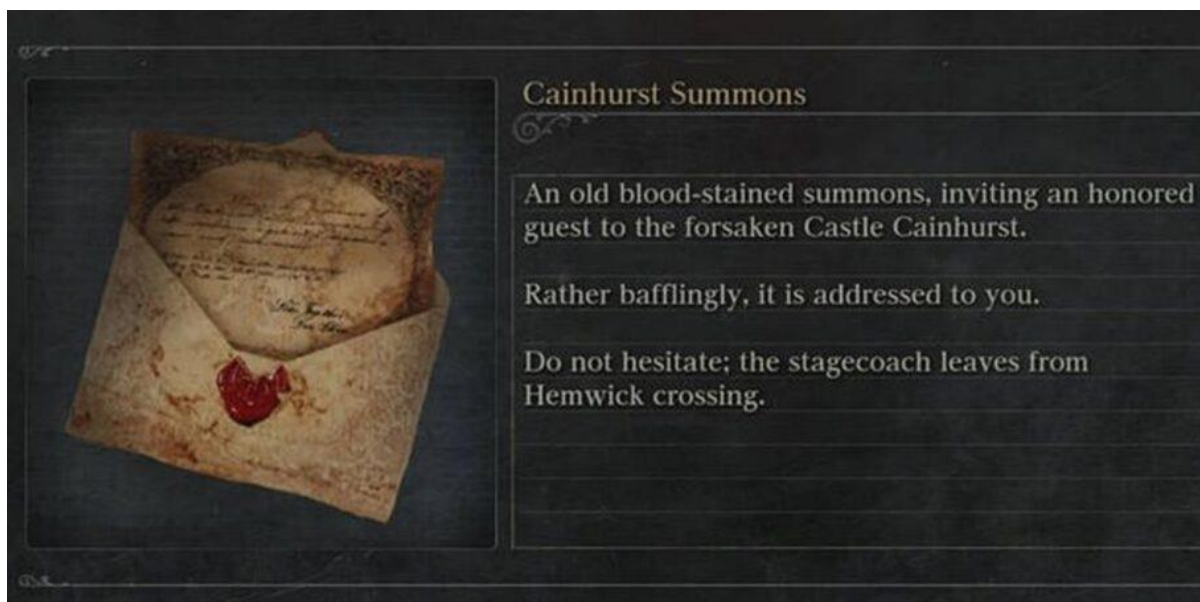 Cainhurst Summons
An old blood-stained summons, inviting an honored
guest to the forsaken Castle Cainhurst.
Rather bafflingly, it is addressed to you.
Do not hesitate; the stagecoach leaves from
Hemwick crossing.